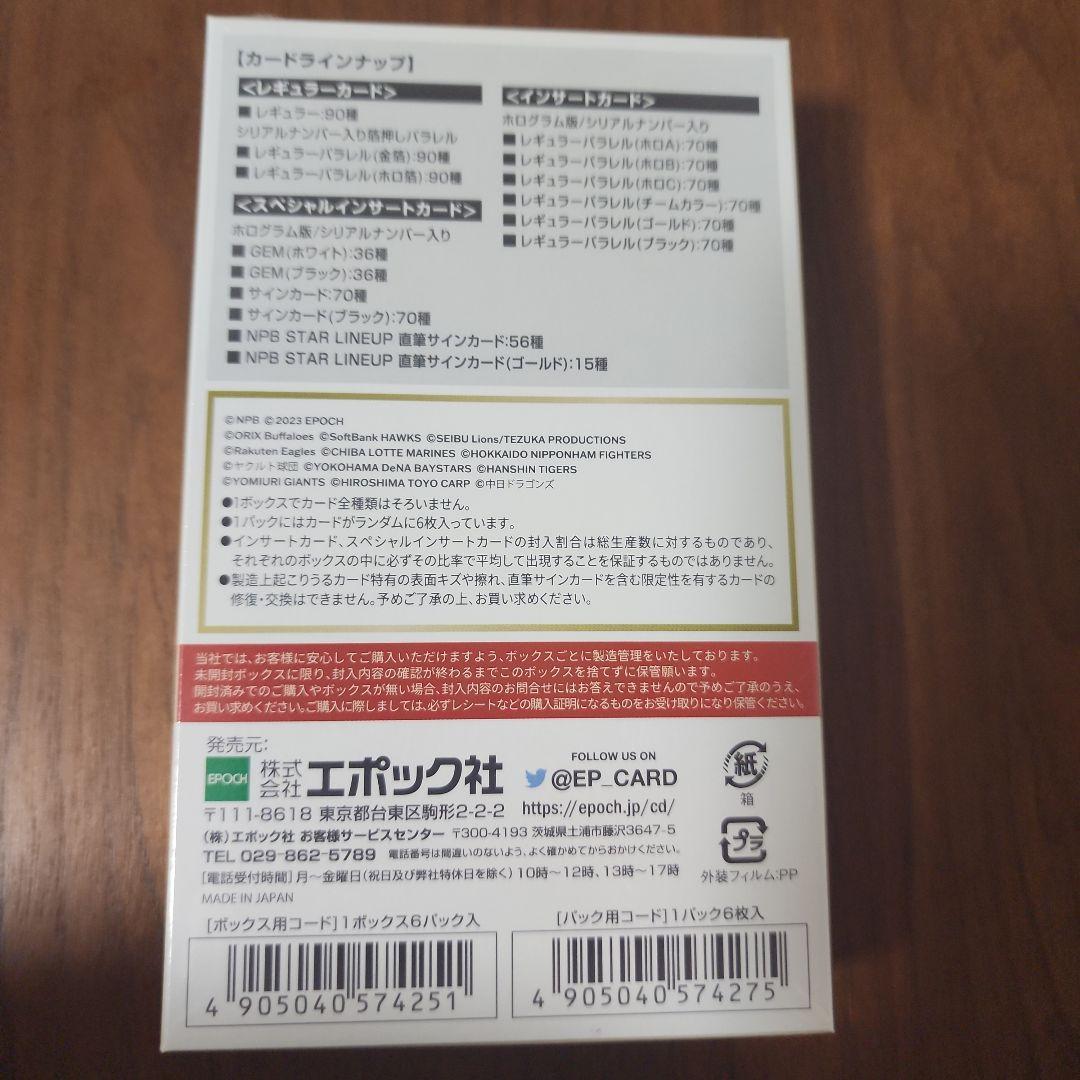 【カードラインナップ】
<レギュラーカード>
■ レギュラー:90種
シリアルナンバー入り箔押しパラレル
■ レギュラーパラレル(金箔):90種
■ レギュラーパラレル(ホロ箔):90種
<スペシャルインサートカード>
ホログラム版/シリアルナンバー入り
■ GEM(ホワイト):36種
■ GEM(ブラック):36種
■ サインカード:70種
■ サインカード(ブラック):70種
■ NPB STAR LINEUP 直筆サインカード:56種
■ NPB STAR LINEUP 直筆サインカード(ゴールド):15種
<インサートカード>
ホログラム版/シリアルナンバー入り
■ レギュラーパラレル(ホロA):70種
■ レギュラーパラレル(ホロB):70種
■ レギュラーパラレル(ホロC):70種
■ レギュラーパラレル(チームカラー):70種
■ レギュラーパラレル(ゴールド):70種
■ レギュラーパラレル(ブラック):70種
©NPB ©2023 EPOCH
©ORIX Buffaloes ©SoftBank HAWKS ©SEIBU Lions/TEZUKA PRODUCTIONS
©Rakuten Eagles ©CHIBA LOTTE MARINES ©HOKKAIDO NIPPONHAM FIGHTERS
©ヤクルト球団 ©YOKOHAMA DeNA BAYSTARS ©HANSHIN TIGERS
©YOMIURI GIANTS ©HIROSHIMA TOYO CARP ©中日ドラゴンズ
●1ボックスでカード全種類はそろいません。
●1パックにはカードがランダムに6枚入っています。
●インサートカード、スペシャルインサートカードの封入割合は総生産数に対するものであり、
それぞれのボックスの中に必ずその比率で平均して出現することを保証するものではありません。
●製造上起こりうるカード特有の表面キズや擦れ、直筆サインカードを含む限定性を有するカードの
修復・交換はできません。予めご了承の上、お買い求めください。
当社では、お客様に安心してご購入いただけますよう、ボックスごとに製造管理をいたしております。
未開封ボックスに限り、封入内容の確認が終わるまでこのボックスを捨てずに保管願います。
開封済みでのご購入やボックスが無い場合、封入内容のお問合せにはお答えできませんので予めご了承のうえ、
お買い求めください。ご購入に際しましては、必ずレシートなどの購入証明になるものをお受け取りになり保管ください。
発売元:
EPOCH 株式会社エポック社
〒111-8618 東京都台東区駒形2-2-2
FOLLOW US ON
@EP_CARD
https://epoch.jp/cd/
(株)エポック社 お客様サービスセンター 〒300-4193 茨城県土浦市藤沢3647-5
TEL 029-862-5789 電話番号は間違いのないよう、よく確かめてからおかけください。
[電話受付時間]月～金曜日(祝日及び弊社特休日を除く)10時～12時、13時～17時
MADE IN JAPAN
紙
箱
プラ
外装フィルム:PP
[ボックス用コード]1ボックス6パック入
4 905040 574251
[パック用コード]1パック6枚入
4 905040 574275